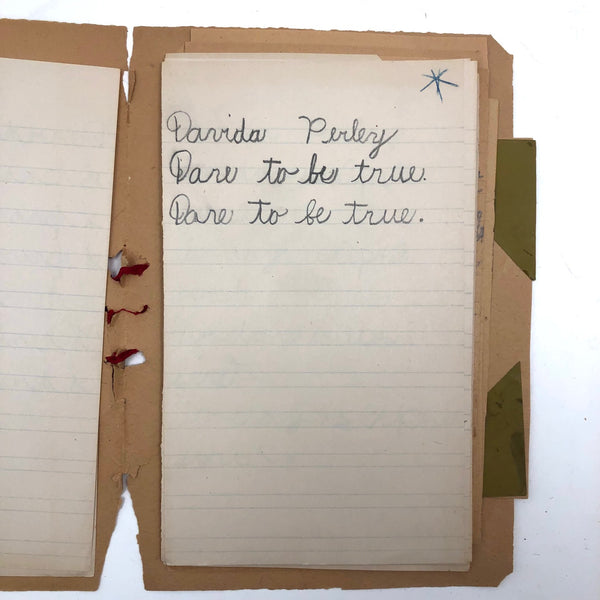 Davida Perley
Dare to be true.
Dare to be true.